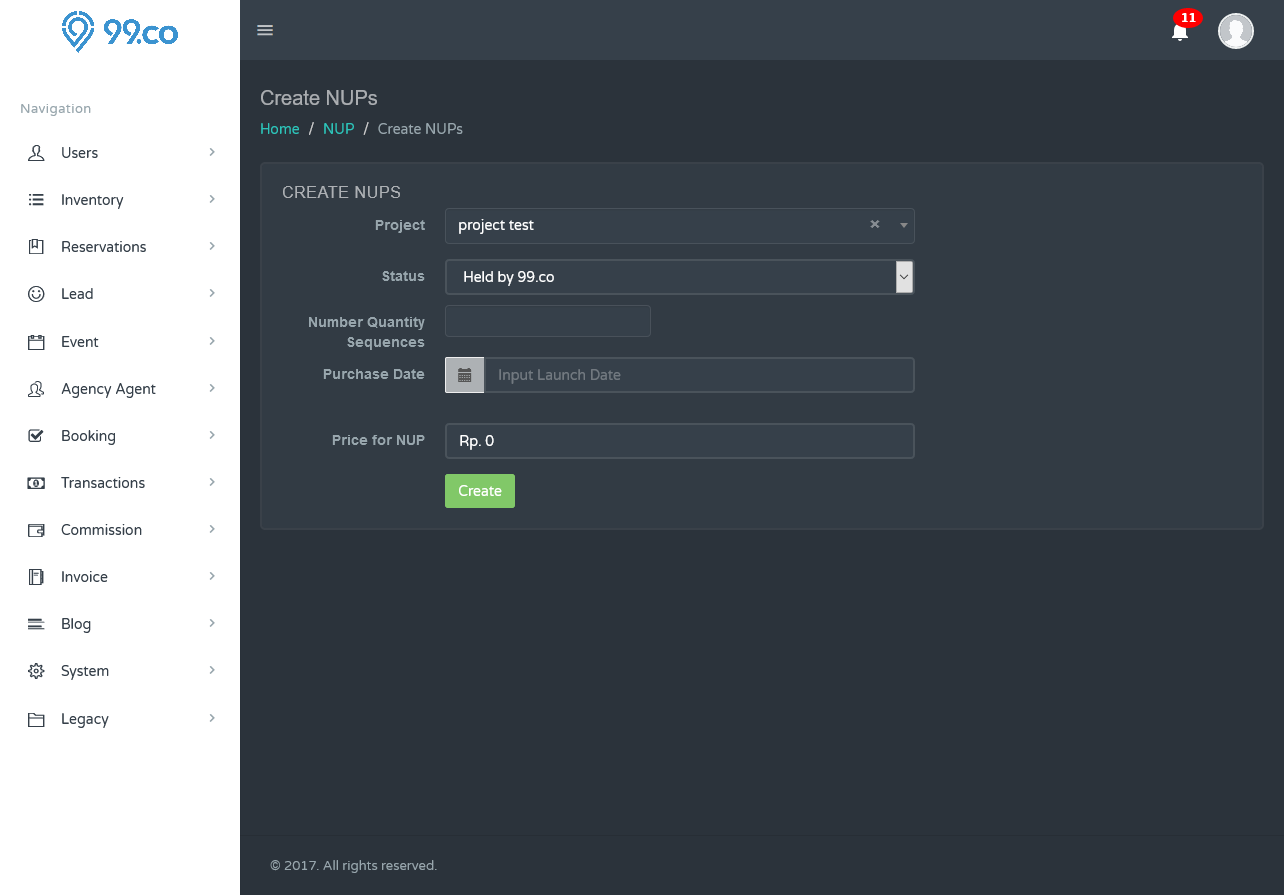 99.co
11
Navigation
Users
Inventory
Reservations
Lead
Event
Agency Agent
Booking
Transactions
Commission
Invoice
Blog
System
Legacy
Create NUPs
Home / NUP / Create NUPs
CREATE NUPS
Project project test ×
Status Held by 99.co
Number Quantity
Sequences
Purchase Date Input Launch Date
Price for NUP Rp. 0
Create
© 2017. All rights reserved.